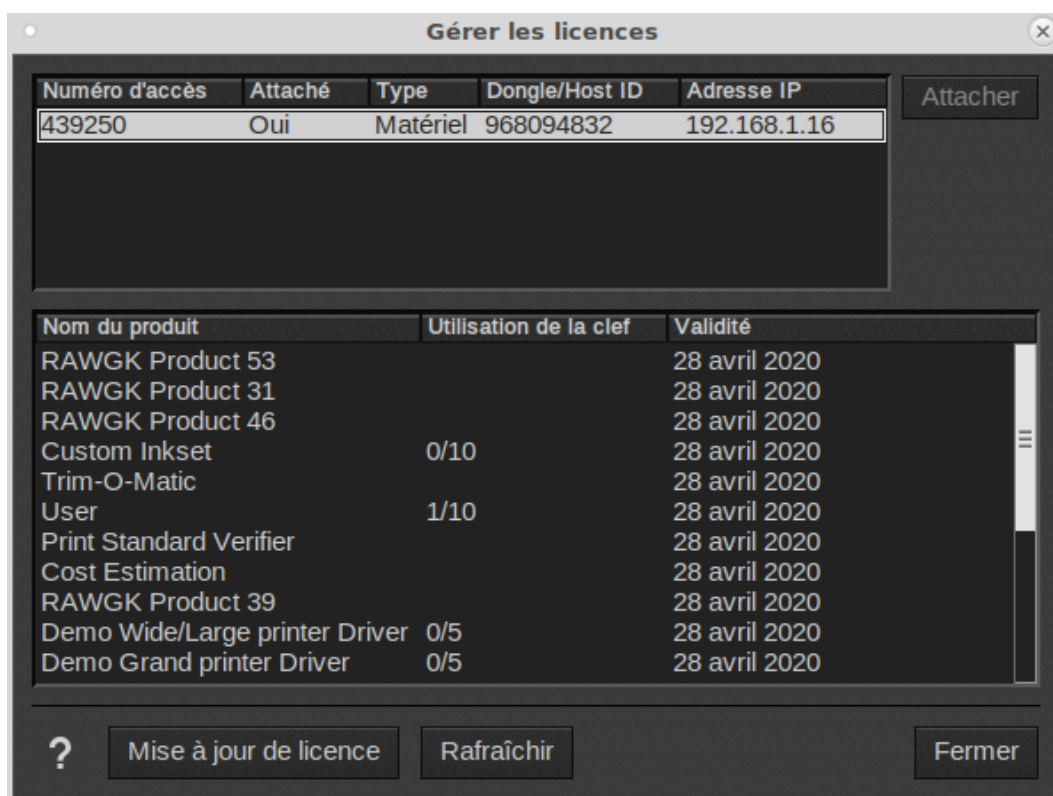 Gérer les licences
Numéro d'accès Attaché Type Dongle/Host ID Adresse IP
Attacher
439250 Oui Matériel 968094832 192.168.1.16
Nom du produit Utilisation de la clef Validité
RAWGK Product 53 28 avril 2020
RAWGK Product 31 28 avril 2020
RAWGK Product 46 28 avril 2020
Custom Inkset 0/10 28 avril 2020
Trim-O-Matic 28 avril 2020
User 1/10 28 avril 2020
Print Standard Verifier 28 avril 2020
Cost Estimation 28 avril 2020
RAWGK Product 39 28 avril 2020
Demo Wide/Large printer Driver 0/5 28 avril 2020
Demo Grand printer Driver 0/5 28 avril 2020
? Mise à jour de licence Rafraîchir Fermer